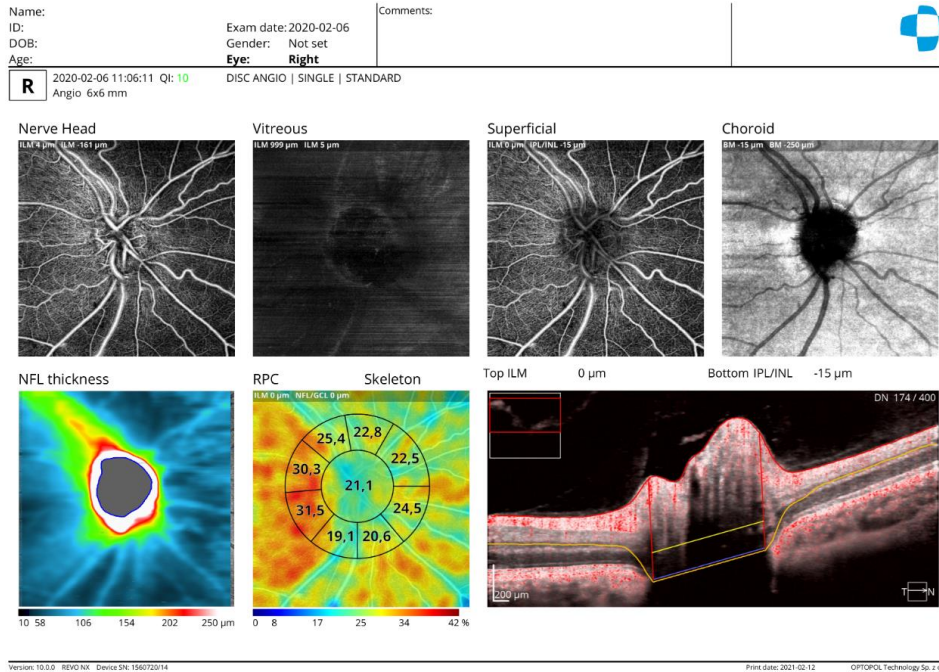 Name:
ID:
DOB:
Age:
Exam date: 2020-02-06
Gender: Not set
Eye: Right
Comments:
R
2020-02-06 11:06:11 QI: 10
Angio 6x6 mm
DISC ANGIO | SINGLE | STANDARD
Nerve Head
ILM 4 µm ILM -161 µm
Vitreous
ILM 999 µm ILM 5 µm
Superficial
ILM 0 µm IPL/INL -15 µm
Choroid
BM -15 µm BM -250 µm
NFL thickness
10 58 106 154 202 250 µm
RPC Skeleton
ILM 0 µm NFL/GCL 0 µm
25,4 22,8
30,3 22,5
21,1
31,5 24,5
19,1 20,6
0 8 17 25 34 42 %
Top ILM 0 µm Bottom IPL/INL -15 µm
DN 174 / 400
200 µm
T N
Version: 10.0.0 REVO NX Device SN: 1560720/14
Print date: 2021-02-12
OPTOPOL Technology Sp. z